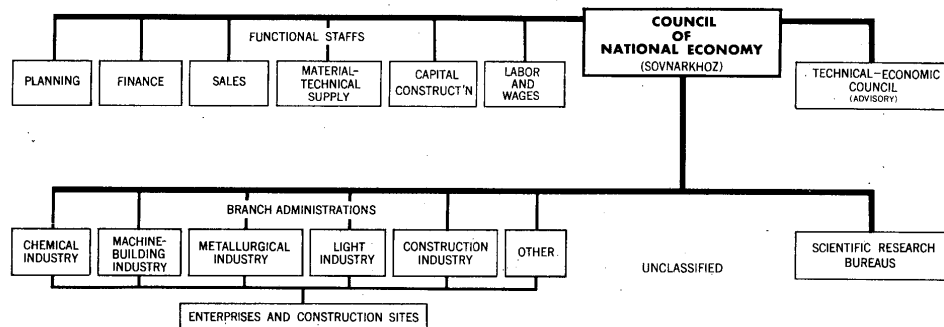 COUNCIL
OF
NATIONAL ECONOMY
(SOVNARKHOZ)
FUNCTIONAL STAFFS
PLANNING
FINANCE
SALES
MATERIAL-
TECHNICAL
SUPPLY
CAPITAL
CONSTRUCT'N
LABOR
AND
WAGES
TECHNICAL-ECONOMIC
COUNCIL
(ADVISORY)
BRANCH ADMINISTRATIONS
CHEMICAL
INDUSTRY
MACHINE-
BUILDING
INDUSTRY
METALLURGICAL
INDUSTRY
LIGHT
INDUSTRY
CONSTRUCTION
INDUSTRY
OTHER
UNCLASSIFIED
SCIENTIFIC RESEARCH
BUREAUS
ENTERPRISES AND CONSTRUCTION SITES